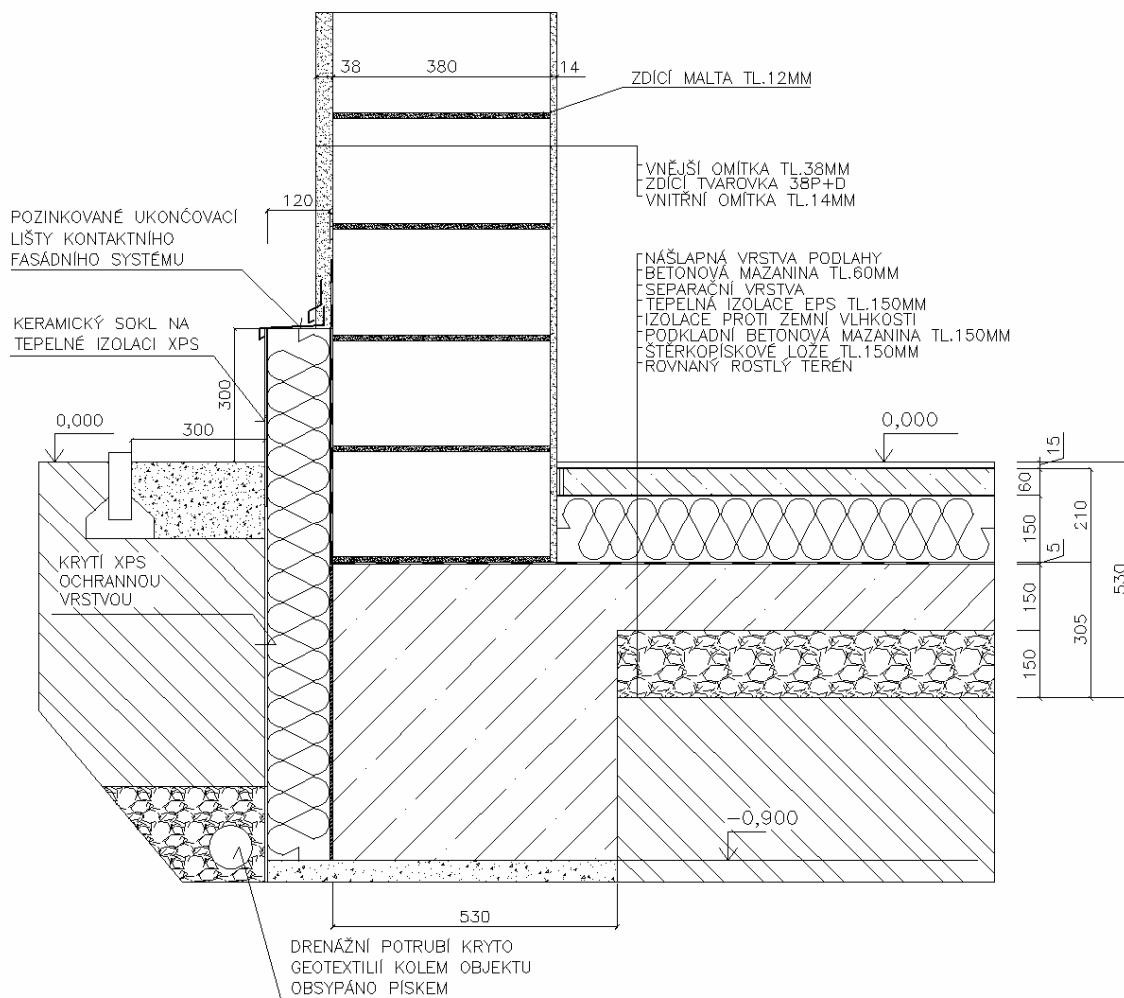 38 380 14
ZDÍCÍ MALTA TL.12MM
VNĚJŠÍ OMÍTKA TL.38MM
ZDÍCÍ TVAROVKA 38P+D
VNITŘNÍ OMÍTKA TL.14MM
120
POZINKOVANÉ UKONČOVACÍ
LIŠTY KONTAKTNÍHO
FASÁDNÍHO SYSTÉMU
NÁŠLAPNÁ VRSTVA PODLAHY
BETONOVÁ MAZANINA TL.60MM
SEPARAČNÍ VRSTVA
TEPELNÁ IZOLACE EPS TL.150MM
IZOLACE PROTI ZEMNÍ VLHKOSTI
PODKLADNÍ BETONOVÁ MAZANINA TL.150MM
ŠTĚRKOPÍSKOVÉ LOŽE TL.150MM
ROVNANÝ ROSTLÝ TERÉN
KERAMICKÝ SOKL NA
TEPELNÉ IZOLACI XPS
300
0,000
300
0,000
15
60
150
210
5
530
150
305
150
KRYTÍ XPS
OCHRANNOU
VRSTVOU
-0,900
530
DRENÁŽNÍ POTRUBÍ KRYTO
GEOTEXTILIÍ KOLEM OBJEKTU
OBSYPÁNO PÍSKEM